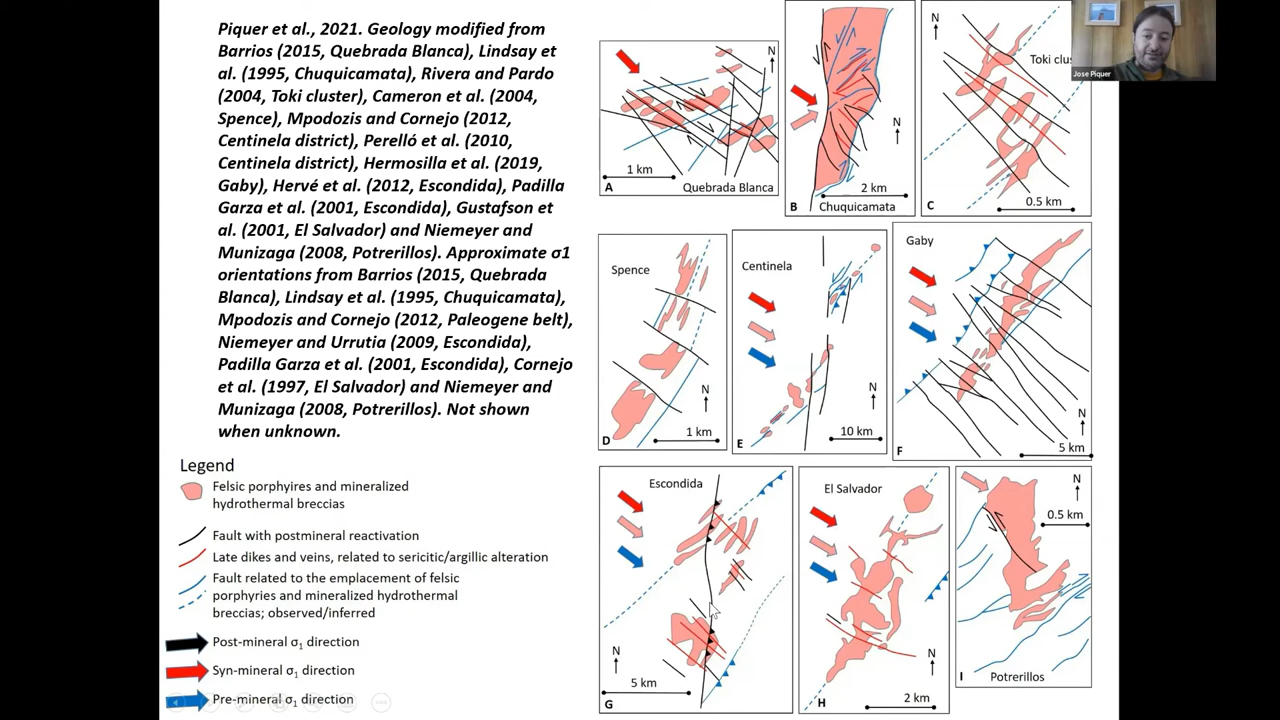 Piquer et al., 2021. Geology modified from
Barrios (2015, Quebrada Blanca), Lindsay et
al. (1995, Chuquicamata), Rivera and Pardo
(2004, Toki cluster), Cameron et al. (2004,
Spence), Mpodozis and Cornejo (2012,
Centinela district), Perelló et al. (2010,
Centinela district), Hermosilla et al. (2019,
Gaby), Hervé et al. (2012, Escondida), Padilla
Garza et al. (2001, Escondida), Gustafson et
al. (2001, El Salvador) and Niemeyer and
Munizaga (2008, Potrerillos). Approximate σ1
orientations from Barrios (2015, Quebrada
Blanca), Lindsay et al. (1995, Chuquicamata),
Mpodozis and Cornejo (2012, Paleogene belt),
Niemeyer and Urrutia (2009, Escondida),
Padilla Garza et al. (2001, Escondida), Cornejo
et al. (1997, El Salvador) and Niemeyer and
Munizaga (2008, Potrerillos). Not shown
when unknown.
Legend
Felsic porphyires and mineralized
hydrothermal breccias
Fault with postmineral reactivation
Late dikes and veins, related to sericitic/argillic alteration
Fault related to the emplacement of felsic
porphyries and mineralized hydrothermal
breccias; observed/inferred
Post-mineral σ1 direction
Syn-mineral σ1 direction
Pre-mineral σ1 direction
N
1 km
A
Quebrada Blanca
N
2 km
B
Chuquicamata
N
Toki clus
0.5 km
C
Jose Piquer
Spence
N
D
1 km
Centinela
N
E
10 km
Gaby
N
F
5 km
Escondida
N
5 km
G
El Salvador
N
H
2 km
N
0.5 km
I
Potrerillos